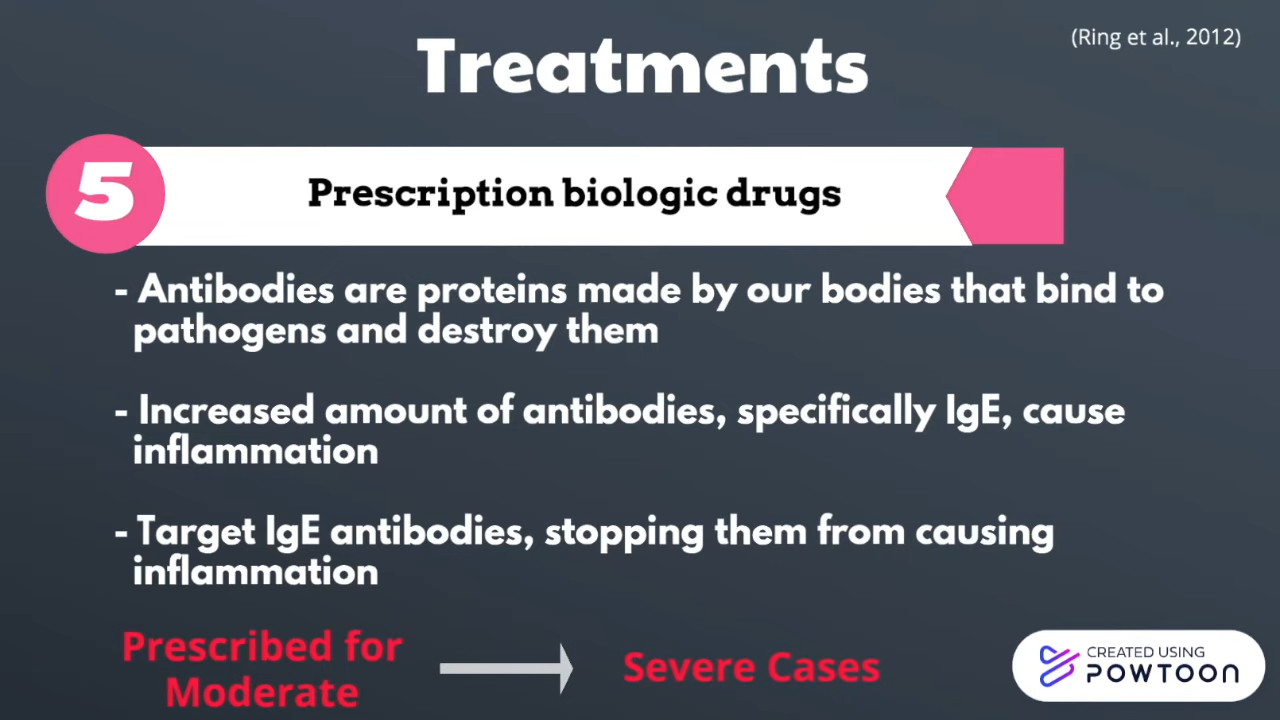 Treatments
(Ring et al., 2012)
5
Prescription biologic drugs
- Antibodies are proteins made by our bodies that bind to
pathogens and destroy them
- Increased amount of antibodies, specifically IgE, cause
inflammation
- Target IgE antibodies, stopping them from causing
inflammation
Prescribed for
Moderate
Severe Cases
CREATED USING
POWTOON